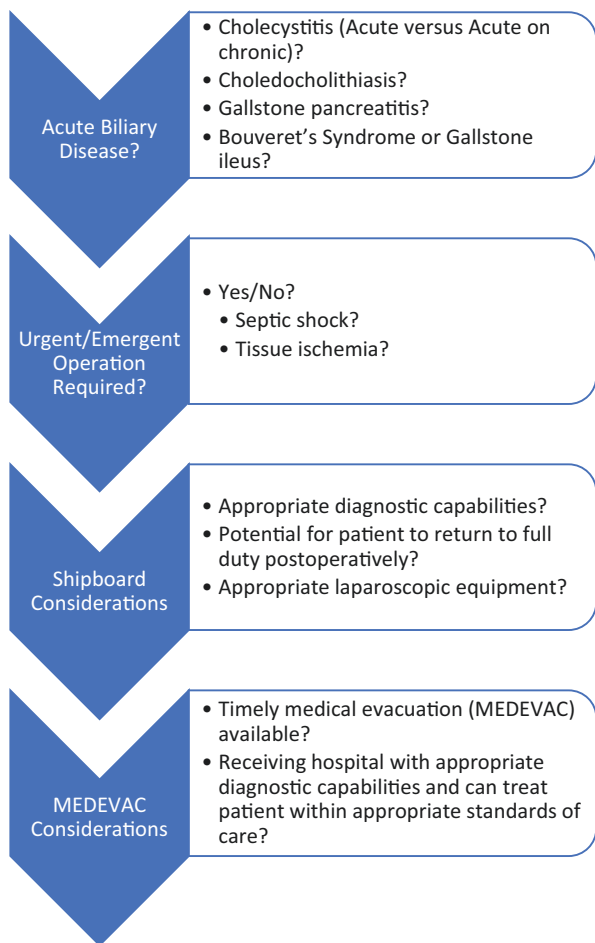 Acute Biliary
Disease?
• Cholecystitis (Acute versus Acute on
chronic)?
• Choledocholithiasis?
• Gallstone pancreatitis?
• Bouveret's Syndrome or Gallstone
ileus?
Urgent/Emergent
Operation
Required?
• Yes/No?
• Septic shock?
• Tissue ischemia?
Shipboard
Considerations
• Appropriate diagnostic capabilities?
• Potential for patient to return to full
duty postoperatively?
• Appropriate laparoscopic equipment?
MEDEVAC
Considerations
• Timely medical evacuation (MEDEVAC)
available?
• Receiving hospital with appropriate
diagnostic capabilities and can treat
patient within appropriate standards of
care?